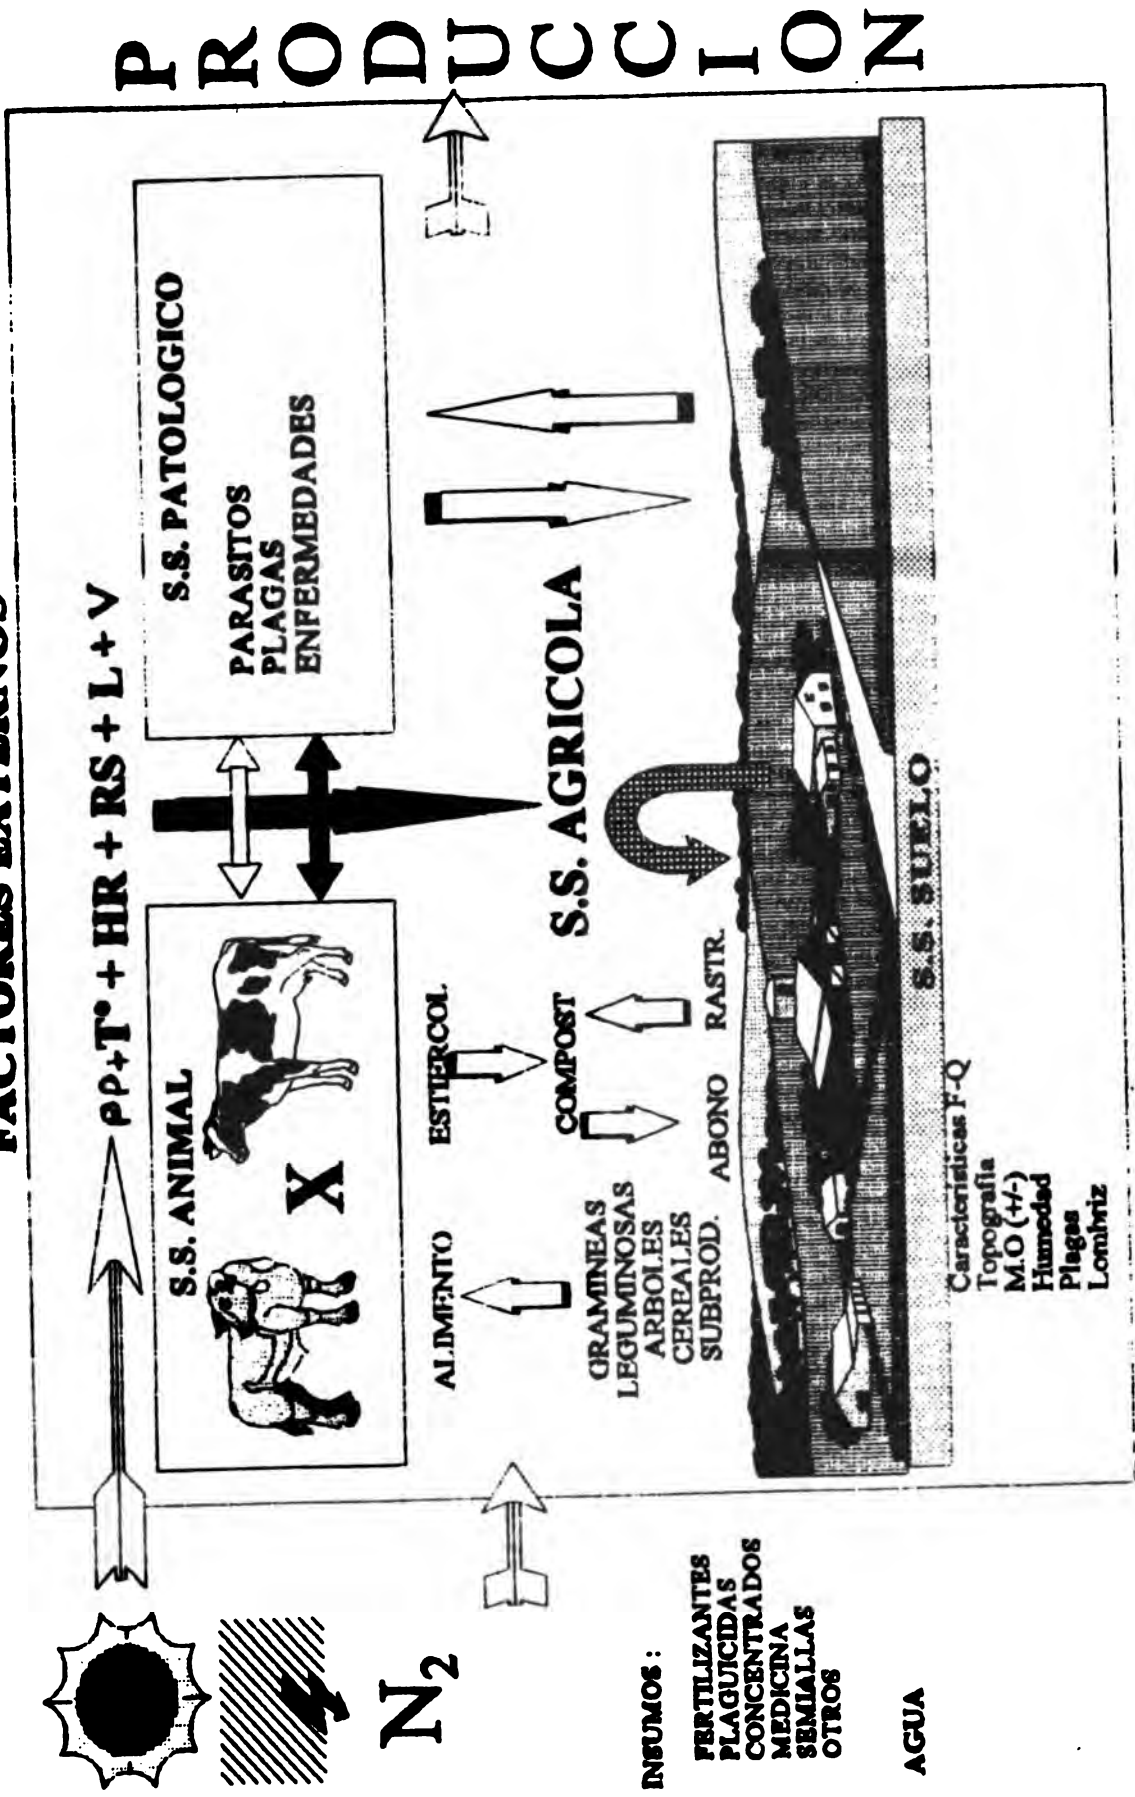 FACTORES EXTERNOS
PP+T°+HR+RS+L+V
S.S. ANIMAL
X
S.S. PATOLOGICO
PARASITOS
PLAGAS
ENFERMEDADES
N2
ALIMENTO
ESTIERCOL
COMPOST
S.S. AGRICOLA
GRAMINEAS
LEGUMINOSAS
ARBOLES
CEREALES
SUBPROD.
ABONO RASTR.
INSUMOS :
FERTILIZANTES
PLAGUICIDAS
CONCENTRADOS
MEDICINA
SEMIALLAS
OTROS
AGUA
S.S. SUELO
Características F-Q
Topografía
M.O (+/-)
Humedad
Plagas
Lombriz
PRODUCCION